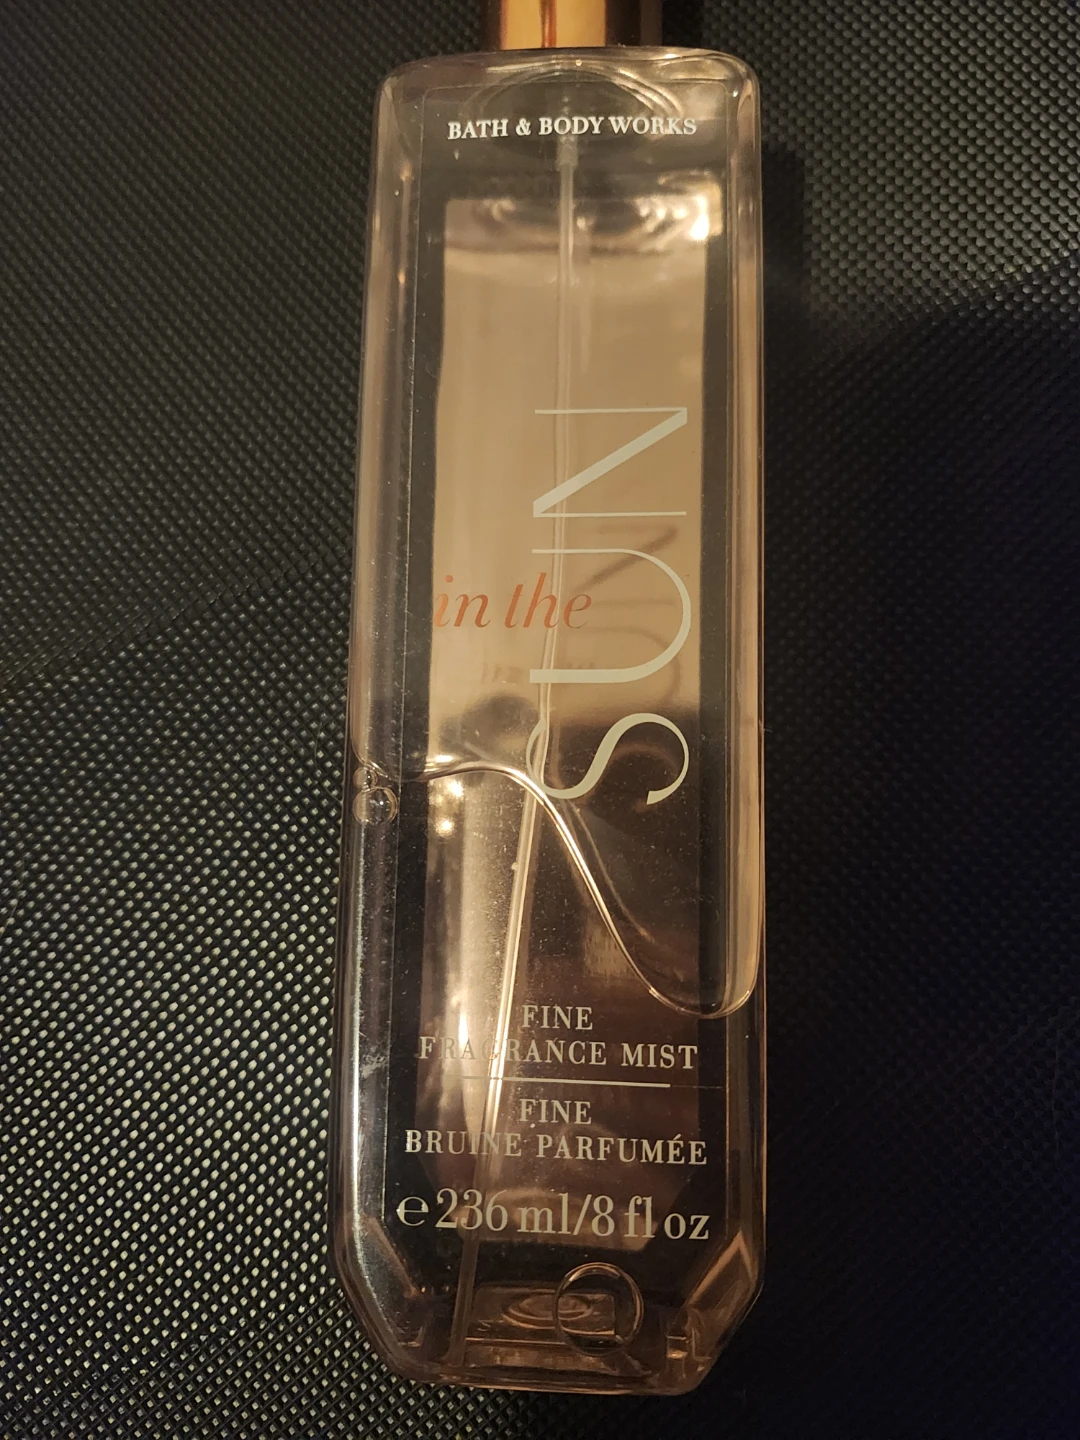 BATH & BODY WORKS
in the
SUN
FINE
FRAGRANCE MIST
FINE
BRUINE PARFUMÉE
℮ 236 ml/8 fl oz